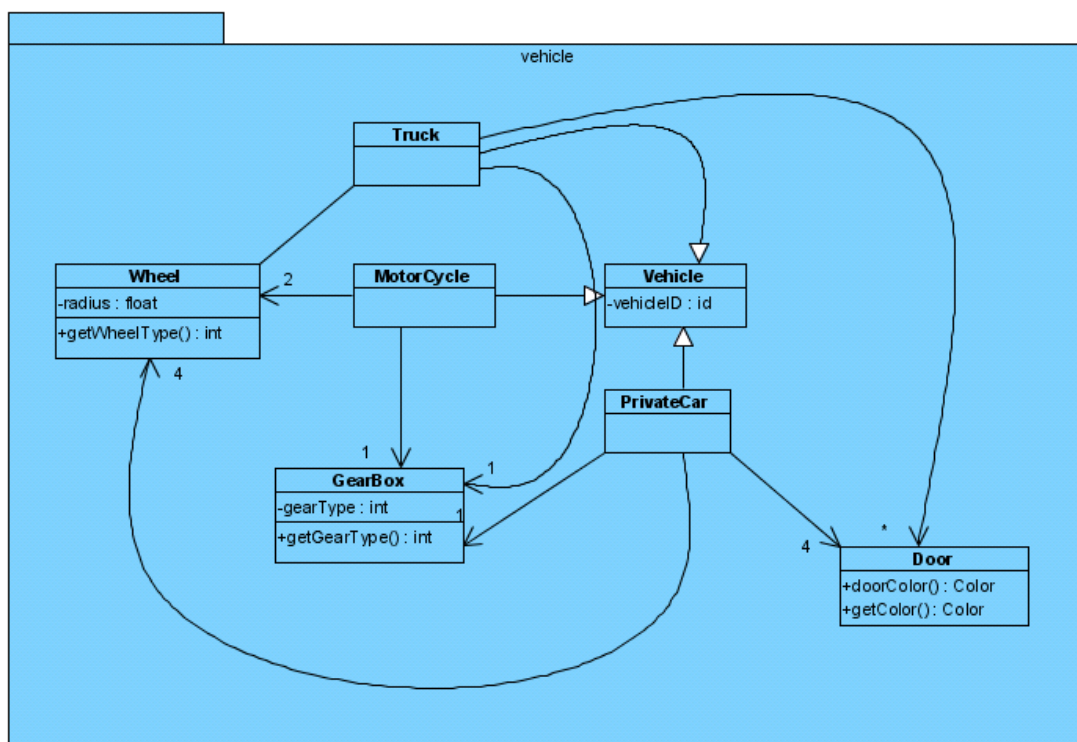 vehicle
Truck
Wheel
-radius : float
+getWheelType() : int
2
MotorCycle
Vehicle
-vehicleID : id
4
PrivateCar
1
1
GearBox
-gearType : int
+getGearType() : int
1
4
*
Door
+doorColor() : Color
+getColor() : Color